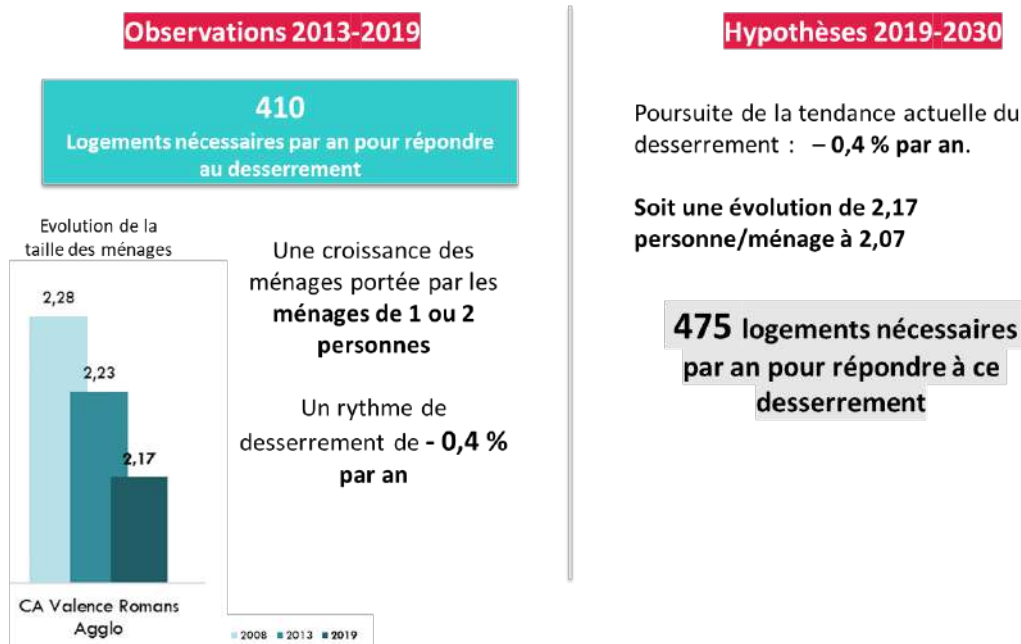 Observations 2013-2019
410
Logements nécessaires par an pour répondre
au desserrement
Evolution de la
taille des ménages
2,28
2,23
2,17
CA Valence Romans
Agglo
2008 2013 2019
Une croissance des
ménages portée par les
ménages de 1 ou 2
personnes
Un rythme de
desserrement de - 0,4 %
par an
Hypothèses 2019-2030
Poursuite de la tendance actuelle du
desserrement : – 0,4 % par an.
Soit une évolution de 2,17
personne/ménage à 2,07
475 logements nécessaires
par an pour répondre à ce
desserrement